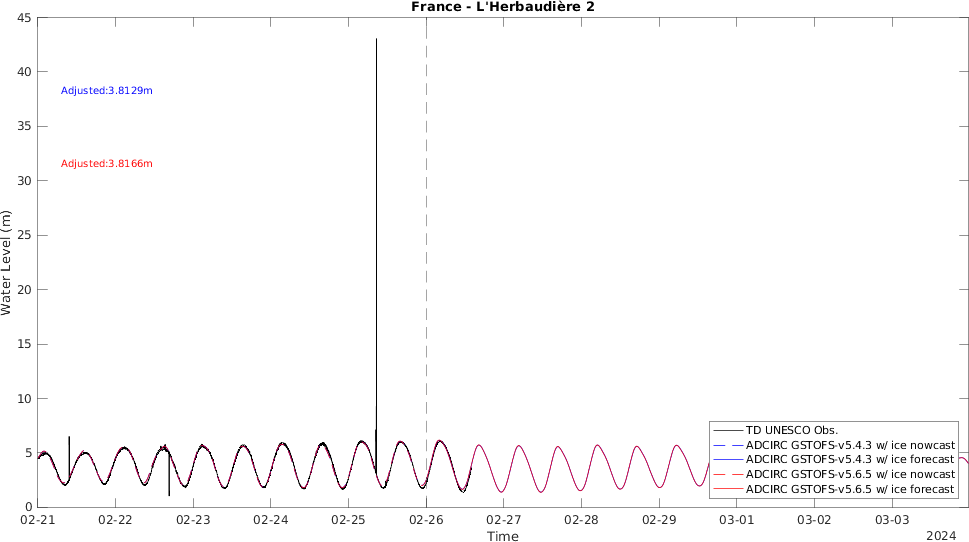 France - L'Herbaudière 2
45
40
35
30
25
20
15
10
5
0
Water Level (m)
Adjusted:3.8129m
Adjusted:3.8166m
TD UNESCO Obs.
ADCIRC GSTOFS-v5.4.3 w/ ice nowcast
ADCIRC GSTOFS-v5.4.3 w/ ice forecast
ADCIRC GSTOFS-v5.6.5 w/ ice nowcast
ADCIRC GSTOFS-v5.6.5 w/ ice forecast
02-21 02-22 02-23 02-24 02-25 02-26 02-27 02-28 02-29 03-01 03-02 03-03
Time
2024